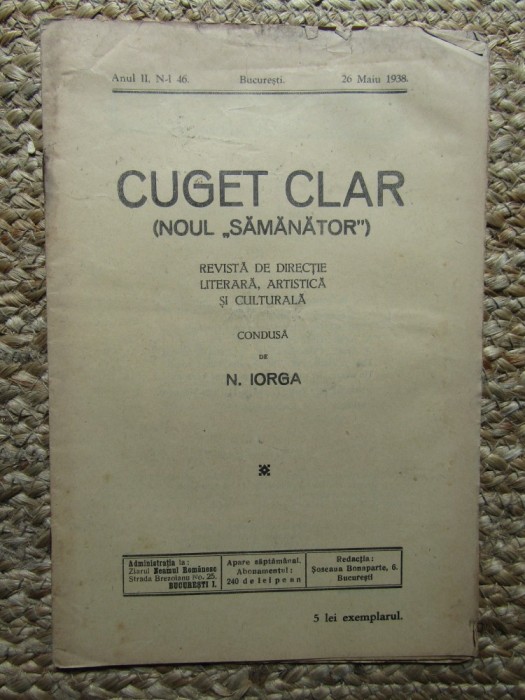 Anul II, N-l 46. București. 26 Maiu 1938.
CUGET CLAR
(NOUL „SĂMĂNĂTOR")
REVISTĂ DE DIRECȚIE
LITERARĂ, ARTISTICĂ
ȘI CULTURALĂ
CONDUSĂ
DE
N. IORGA
Administrația la:
Ziarul Neamul Românesc
Strada Brezoianu No. 25.
BUCUREȘTI I.
Apare săptămânal.
Abonamentul:
240 de lei pe an
Redacția:
Șoseaua Bonaparte, 6.
București
5 lei exemplarul.